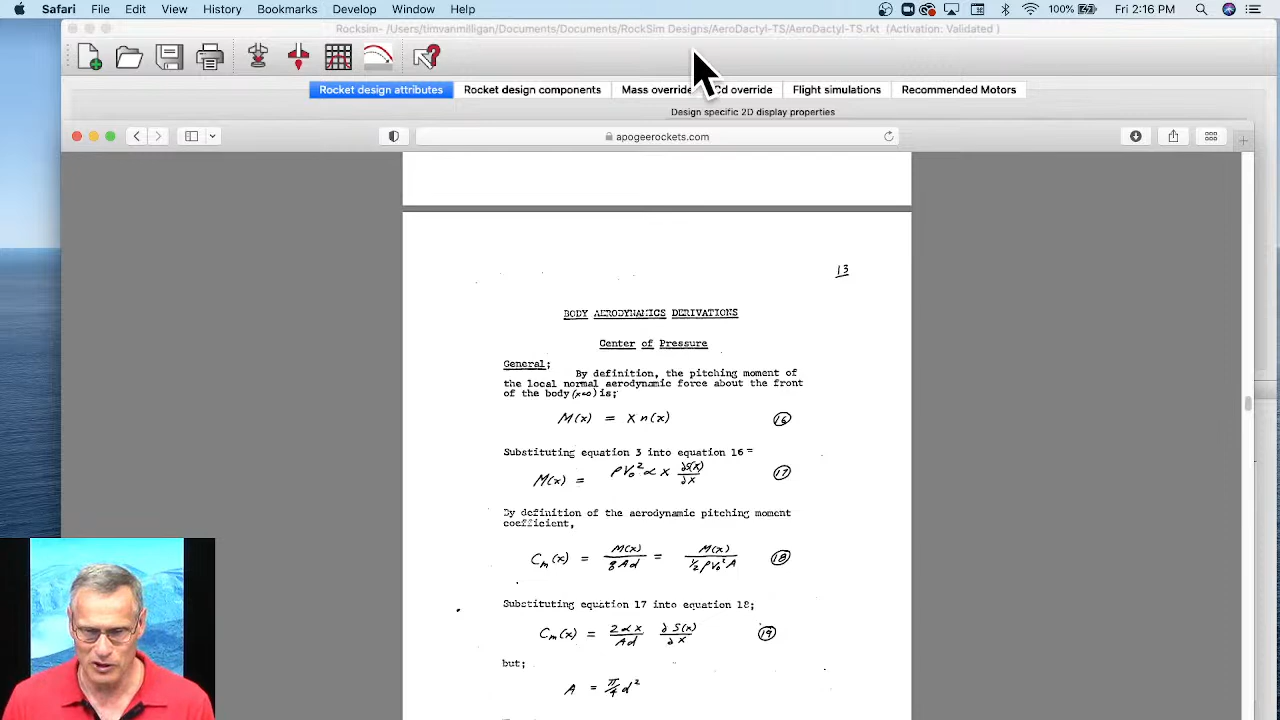 Safari File Edit View History Bookmarks Develop Window Help 100% Fri 2:16 PM
Rocksim- /Users/timvanmilligan/Documents/Documents/RockSim Designs/AeroDactyl-TS/AeroDactyl-TS.rkt (Activation: Validated )
Rocket design attributes Rocket design components Mass override Cd override Flight simulations Recommended Motors
Design specific 2D display properties
apogeerockets.com
13
BODY AERODYNAMICS DERIVATIONS
Center of Pressure
General;
By definition, the pitching moment of
the local normal aerodynamic force about the front
of the body (x=0) is;
M(x) = X n(x) (16)
Substituting equation 3 into equation 16 =
M(x) = ρV₀² α x ∂S(x)/∂x (17)
By definition of the aerodynamic pitching moment
coefficient,
Cm(x) = M(x)/qAd = M(x)/½ρV₀²A (18)
Substituting equation 17 into equation 18;
Cm(x) = 2αx/Ad ∂S(x)/∂x (19)
but;
A = π/4 d²